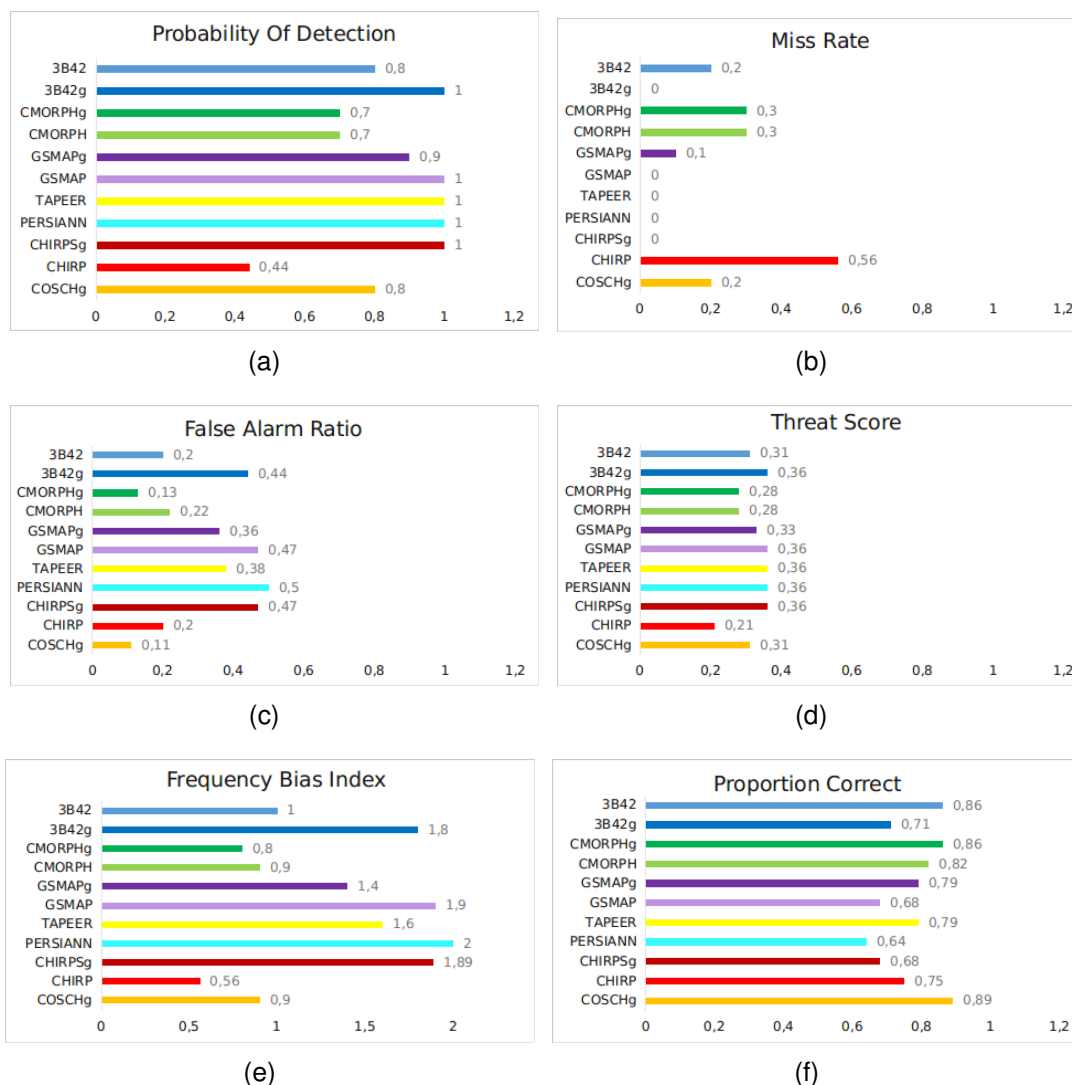 Probability Of Detection
3B42 0,8
3B42g 1
CMORPHg 0,7
CMORPH 0,7
GSMAPg 0,9
GSMAP 1
TAPEER 1
PERSIANN 1
CHIRPSg 1
CHIRP 0,44
COSCHg 0,8
0 0,2 0,4 0,6 0,8 1 1,2
(a)
Miss Rate
3B42 0,2
3B42g 0
CMORPHg 0,3
CMORPH 0,3
GSMAPg 0,1
GSMAP 0
TAPEER 0
PERSIANN 0
CHIRPSg 0
CHIRP 0,56
COSCHg 0,2
0 0,2 0,4 0,6 0,8 1 1,2
(b)
False Alarm Ratio
3B42 0,2
3B42g 0,44
CMORPHg 0,13
CMORPH 0,22
GSMAPg 0,36
GSMAP 0,47
TAPEER 0,38
PERSIANN 0,5
CHIRPSg 0,47
CHIRP 0,2
COSCHg 0,11
0 0,2 0,4 0,6 0,8 1 1,2
(c)
Threat Score
3B42 0,31
3B42g 0,36
CMORPHg 0,28
CMORPH 0,28
GSMAPg 0,33
GSMAP 0,36
TAPEER 0,36
PERSIANN 0,36
CHIRPSg 0,36
CHIRP 0,21
COSCHg 0,31
0 0,2 0,4 0,6 0,8 1 1,2
(d)
Frequency Bias Index
3B42 1
3B42g 1,8
CMORPHg 0,8
CMORPH 0,9
GSMAPg 1,4
GSMAP 1,9
TAPEER 1,6
PERSIANN 2
CHIRPSg 1,89
CHIRP 0,56
COSCHg 0,9
0 0,5 1 1,5 2
(e)
Proportion Correct
3B42 0,86
3B42g 0,71
CMORPHg 0,86
CMORPH 0,82
GSMAPg 0,79
GSMAP 0,68
TAPEER 0,79
PERSIANN 0,64
CHIRPSg 0,68
CHIRP 0,75
COSCHg 0,89
0 0,2 0,4 0,6 0,8 1 1,2
(f)